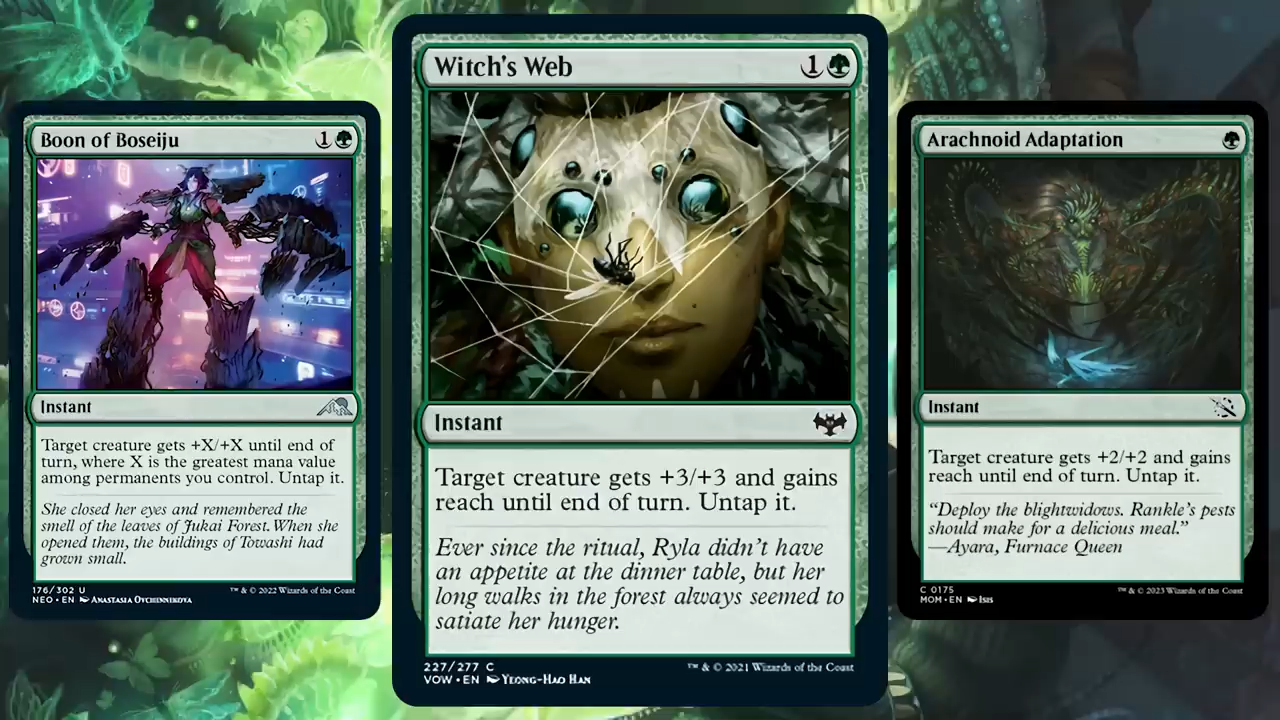 Boon of Boseiju 1
Instant
Target creature gets +X/+X until end of
turn, where X is the greatest mana value
among permanents you control. Untap it.
She closed her eyes and remembered the
smell of the leaves of Jukai Forest. When she
opened them, the buildings of Towashi had
grown small.
176/302 U
NEO • EN Anastasia Ovchinnikova
™ & © 2022 Wizards of the Coast
Witch's Web 1
Instant
Target creature gets +3/+3 and gains
reach until end of turn. Untap it.
Ever since the ritual, Ryla didn't have
an appetite at the dinner table, but her
long walks in the forest always seemed to
satiate her hunger.
227/277 C
VOW • EN Yeong-Hao Han
™ & © 2021 Wizards of the Coast
Arachnoid Adaptation
Instant
Target creature gets +2/+2 and gains
reach until end of turn. Untap it.
“Deploy the blightwidows. Rankle's pests
should make for a delicious meal.”
—Ayara, Furnace Queen
C 0175
MOM • EN Isis
™ & © 2023 Wizards of the Coast